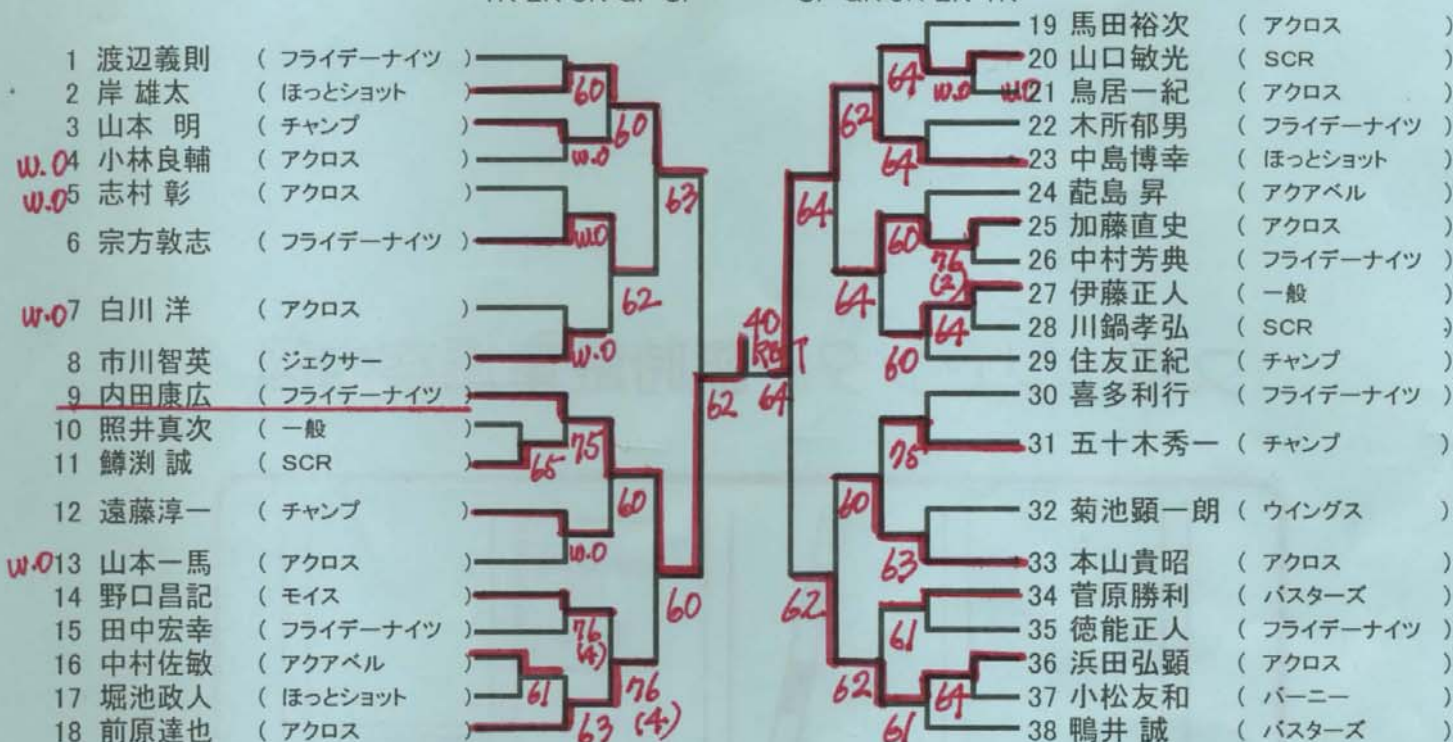 1 渡辺義則 ( フライデーナイツ )
2 岸 雄太 ( ほっとショット )
3 山本 明 ( チャンプ )
w.o 4 小林良輔 ( アクロス )
w.o 5 志村 彰 ( アクロス )
6 宗方敦志 ( フライデーナイツ )
w.o 7 白川 洋 ( アクロス )
8 市川智英 ( ジェクサー )
9 内田康広 ( フライデーナイツ )
10 照井真次 ( 一般 )
11 鱒渕 誠 ( SCR )
12 遠藤淳一 ( チャンプ )
w.o 13 山本一馬 ( アクロス )
14 野口昌記 ( モイス )
15 田中宏幸 ( フライデーナイツ )
16 中村佐敏 ( アクアベル )
17 堀池政人 ( ほっとショット )
18 前原達也 ( アクロス )
60
w.o
60
w.o
w.o
62
63
65
75
w.o
60
76
(4)
61
63
76
(4)
60
62
40
RET
64
19 馬田裕次 ( アクロス )
20 山口敏光 ( SCR )
w.o 21 鳥居一紀 ( アクロス )
22 木所郁男 ( フライデーナイツ )
23 中島博幸 ( ほっとショット )
24 蓜島 昇 ( アクアベル )
25 加藤直史 ( アクロス )
26 中村芳典 ( フライデーナイツ )
27 伊藤正人 ( 一般 )
28 川鍋孝弘 ( SCR )
29 住友正紀 ( チャンプ )
30 喜多利行 ( フライデーナイツ )
31 五十木秀一 ( チャンプ )
32 菊池顕一朗 ( ウイングス )
33 本山貴昭 ( アクロス )
34 菅原勝利 ( バスターズ )
35 徳能正人 ( フライデーナイツ )
36 浜田弘顕 ( アクロス )
37 小松友和 ( バーニー )
38 鴨井 誠 ( バスターズ )
64
w.o
62
64
64
60
76
(2)
64
64
60
75
60
63
62
61
62
64
61